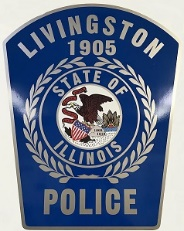 LIVINGSTON
1905
STATE OF
ILLINOIS
POLICE